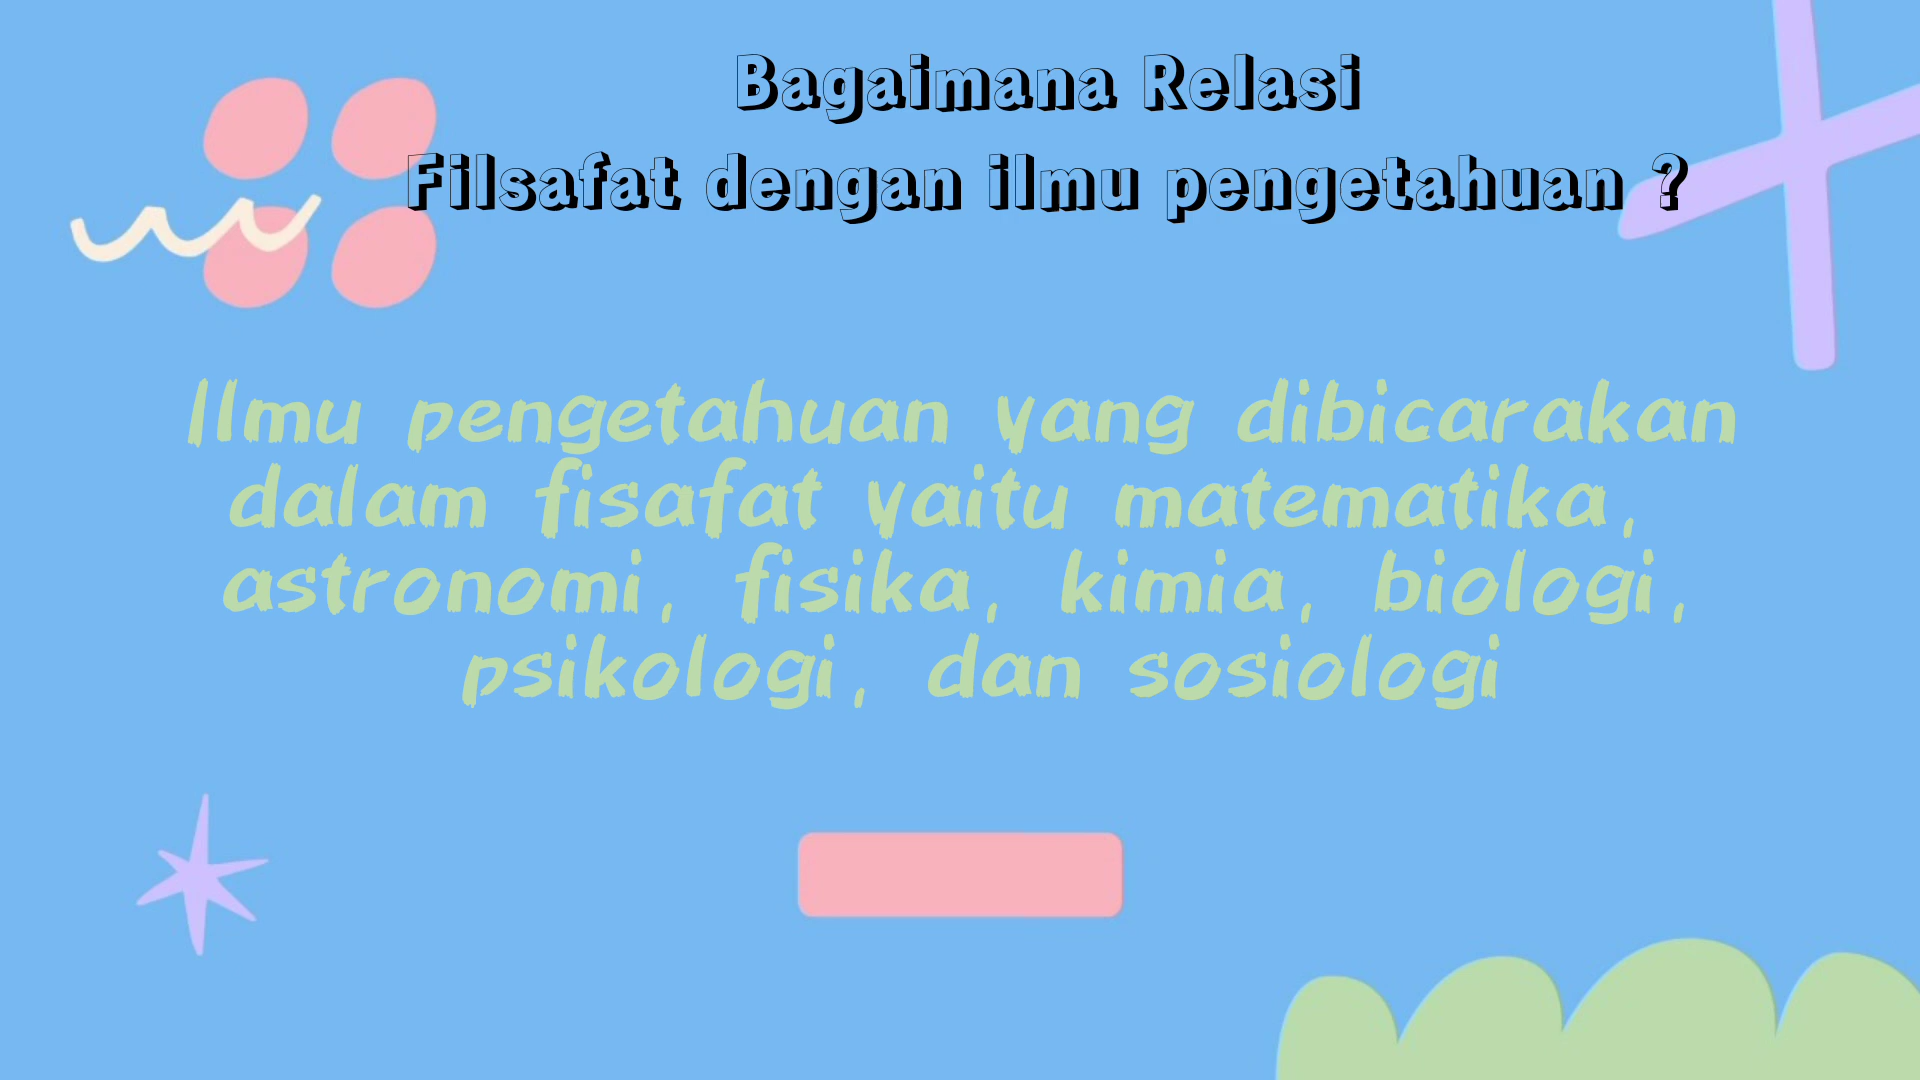 Bagaimana Relasi
Filsafat dengan ilmu pengetahuan ?
Ilmu pengetahuan yang dibicarakan
dalam fisafat yaitu matematika,
astronomi, fisika, kimia, biologi,
psikologi, dan sosiologi